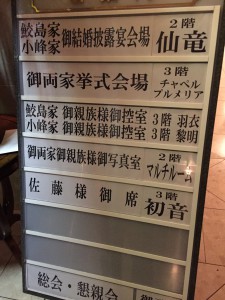 鮫島家
小峰家 御結婚披露宴会場 2階 仙竜
御両家挙式会場 3階 チャペル プルメリア
鮫島家 御親族様御控室 3階 羽衣
小峰家 御親族様御控室 3階 黎明
御両家御親族様御写真室 2階 マルチルーム
佐藤様御席 3階 初音
総会・懇親会